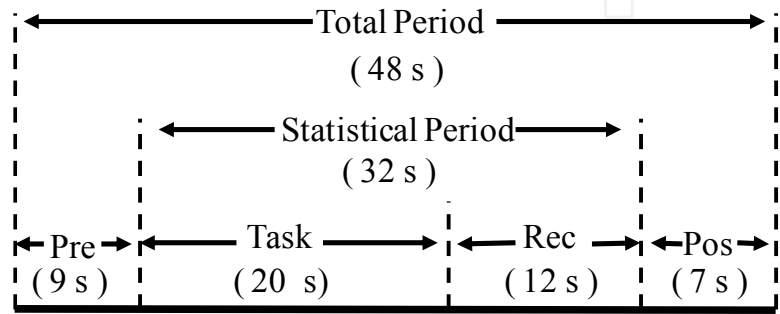 Total Period
( 48 s )
Statistical Period
( 32 s )
Pre Task Rec Pos
( 9 s ) ( 20 s) ( 12 s ) ( 7 s )